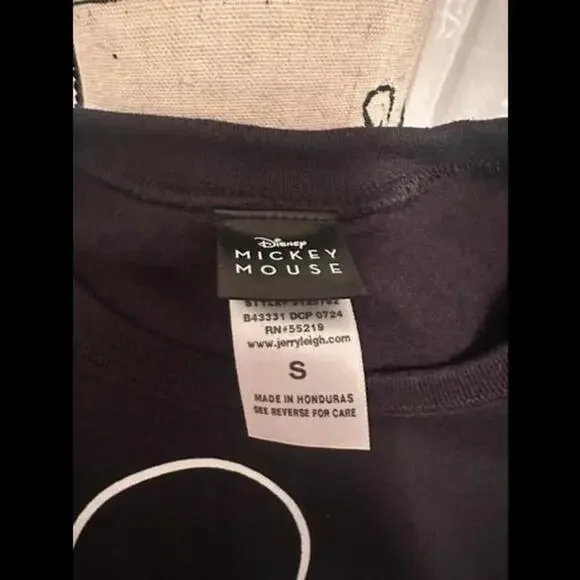 Disney
MICKEY
MOUSE
STYLE#
B43331 DCP 0724
RN#55219
www.jerryleigh.com
S
MADE IN HONDURAS
SEE REVERSE FOR CARE